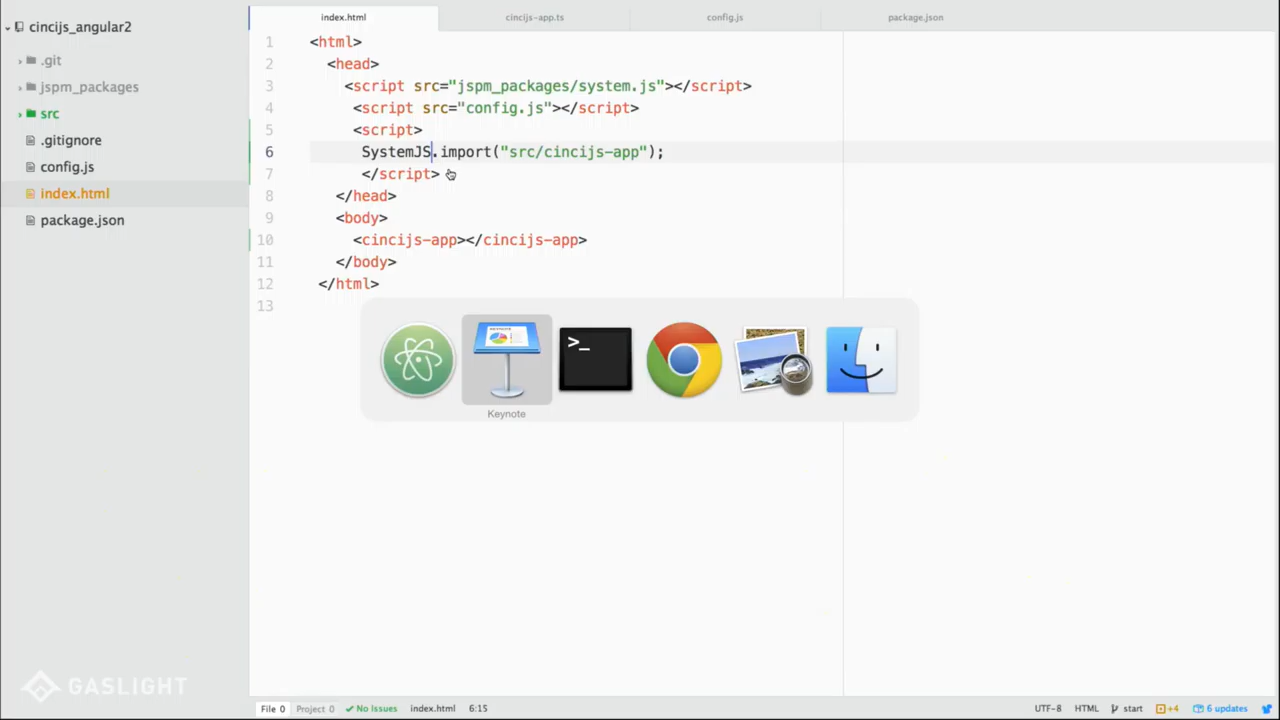 cincijs_angular2
.git
jspm_packages
src
.gitignore
config.js
index.html
package.json
index.html
cincijs-app.ts
config.js
package.json
1 <html>
2 <head>
3 <script src="jspm_packages/system.js"></script>
4 <script src="config.js"></script>
5 <script>
6 SystemJS.import("src/cincijs-app");
7 </script>
8 </head>
9 <body>
10 <cincijs-app></cincijs-app>
11 </body>
12 </html>
13
KEYNOTE
>_
Keynote
GASLIGHT
File 0 Project 0 No Issues index.html 6:15 UTF-8 HTML start +4 6 updates